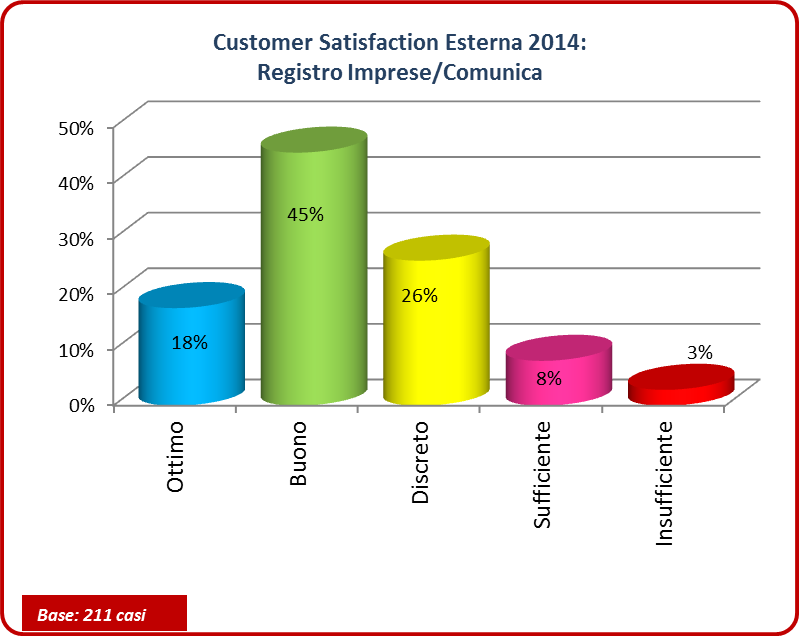 Customer Satisfaction Esterna 2014:
Registro Imprese/Comunica
50%
40%
30%
20%
10%
0%
18%
45%
26%
8%
3%
Ottimo
Buono
Discreto
Sufficiente
Insufficiente
Base: 211 casi